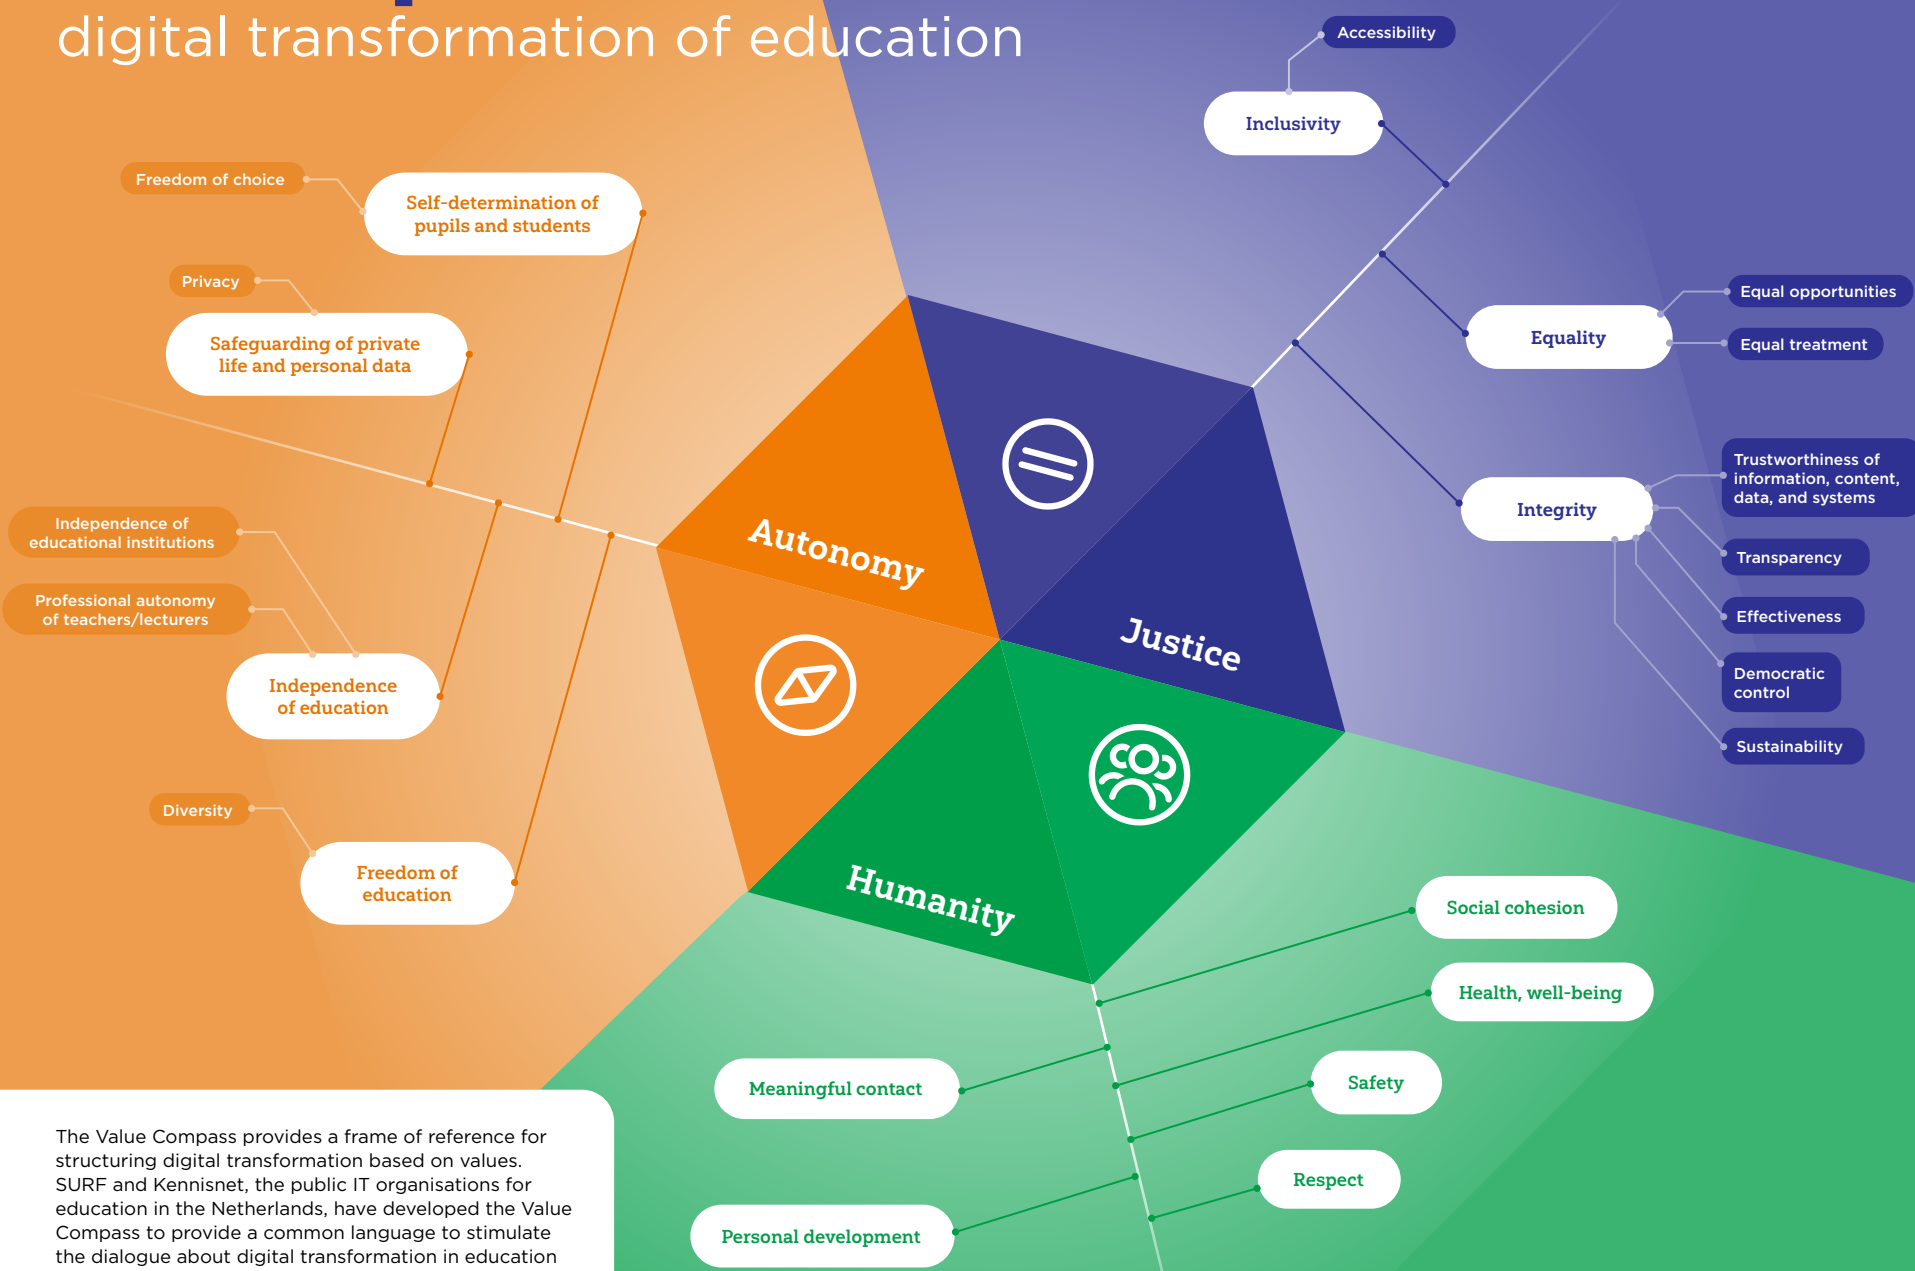 digital transformation of education
Accessibility
Inclusivity
Freedom of choice
Self-determination of
pupils and students
Privacy
Safeguarding of private
life and personal data
Equal opportunities
Equality
Equal treatment
Trustworthiness of
information, content,
data, and systems
Integrity
Transparency
Effectiveness
Democratic
control
Sustainability
Autonomy
Justice
Humanity
Independence of
educational institutions
Professional autonomy
of teachers/lecturers
Independence
of education
Diversity
Freedom of
education
Social cohesion
Health, well-being
Meaningful contact
Safety
Respect
Personal development
The Value Compass provides a frame of reference for
structuring digital transformation based on values.
SURF and Kennisnet, the public IT organisations for
education in the Netherlands, have developed the Value
Compass to provide a common language to stimulate
the dialogue about digital transformation in education